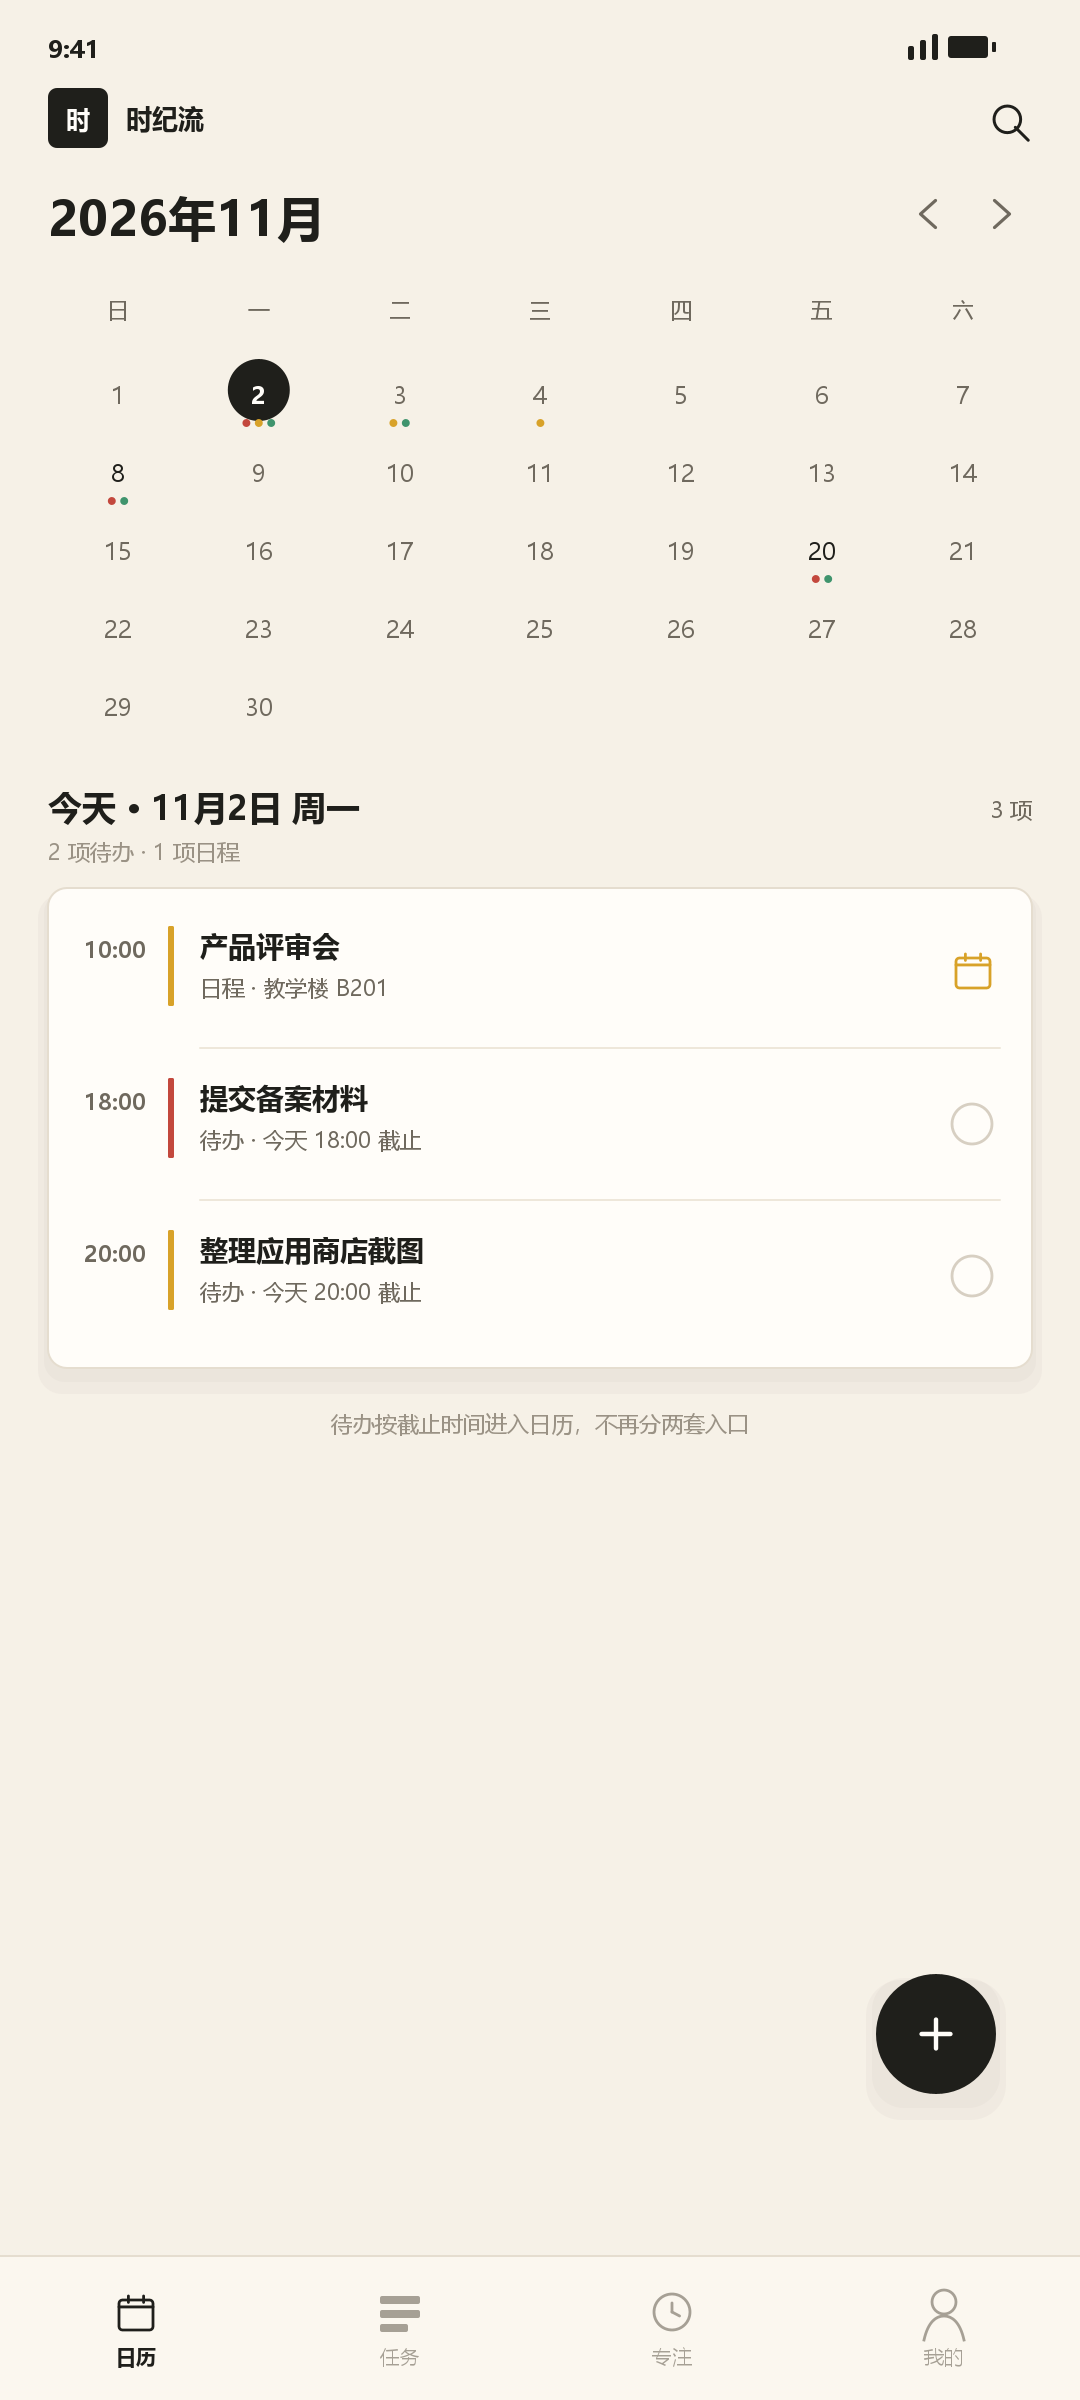 9:41
时 时纪流
2026年11月
日 一 二 三 四 五 六
1 2 3 4 5 6 7
8 9 10 11 12 13 14
15 16 17 18 19 20 21
22 23 24 25 26 27 28
29 30
今天·11月2日 周一 3 项
2 项待办 · 1 项日程
10:00 产品评审会
日程 · 教学楼 B201
18:00 提交备案材料
待办 · 今天 18:00 截止
20:00 整理应用商店截图
待办 · 今天 20:00 截止
待办按截止时间进入日历，不再分两套入口
日历 任务 专注 我的